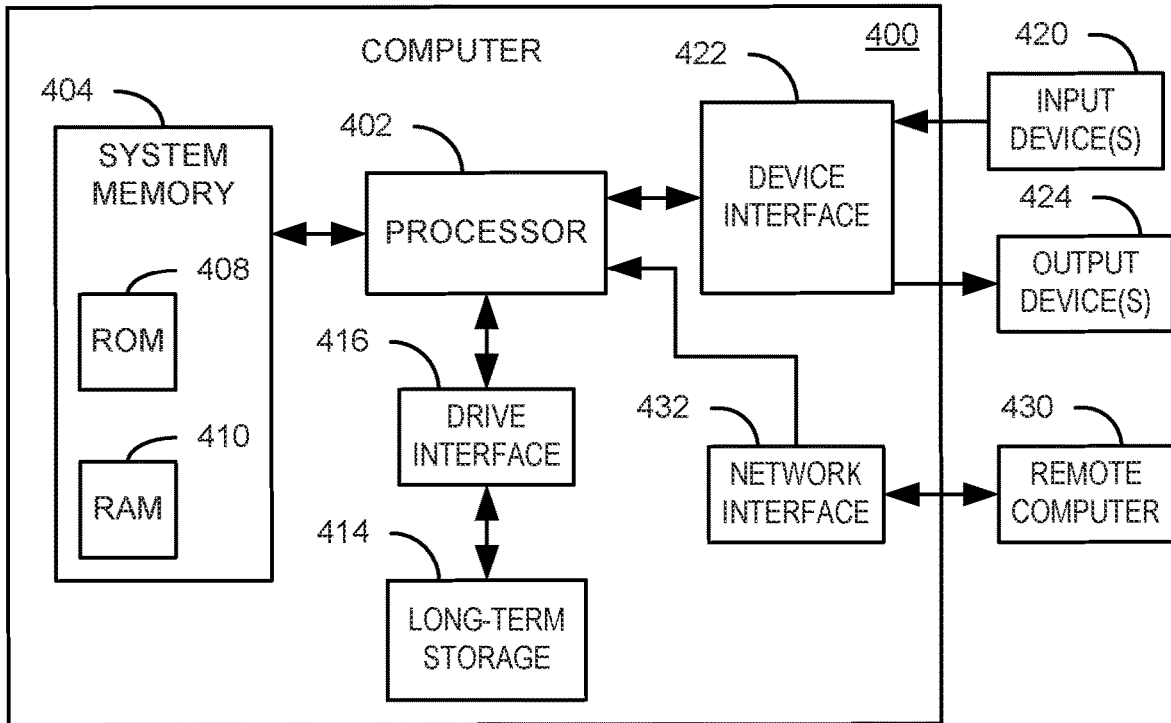 COMPUTER
400
420
422
404
402
INPUT
DEVICE(S)
SYSTEM
MEMORY
DEVICE
INTERFACE
424
PROCESSOR
408
OUTPUT
DEVICE(S)
ROM
416
432
430
410
DRIVE
INTERFACE
NETWORK
INTERFACE
REMOTE
COMPUTER
RAM
414
LONG-TERM
STORAGE